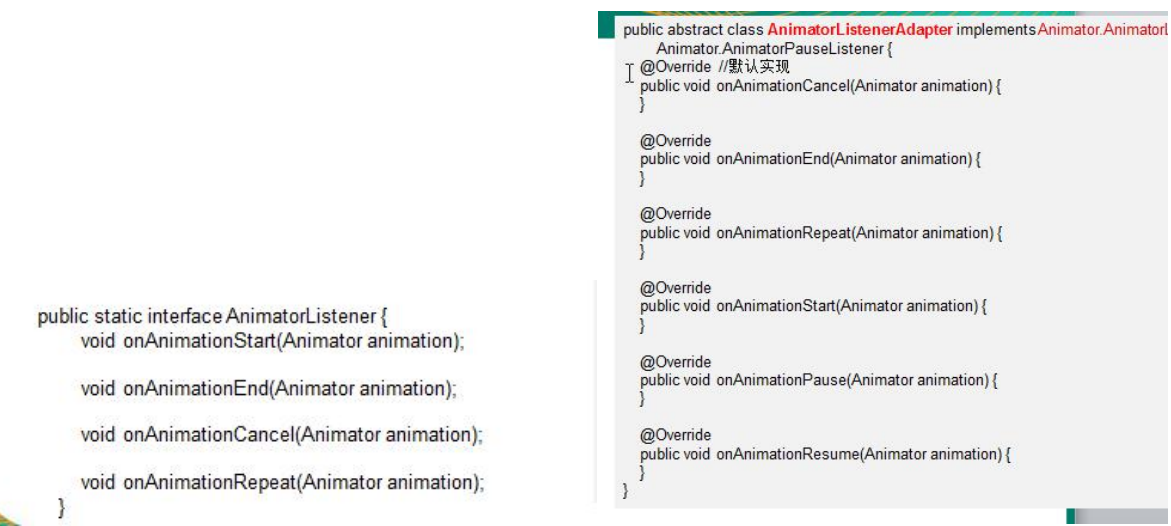 public static interface AnimatorListener {
void onAnimationStart(Animator animation);
void onAnimationEnd(Animator animation);
void onAnimationCancel(Animator animation);
void onAnimationRepeat(Animator animation);
}
public abstract class AnimatorListenerAdapter implements Animator.AnimatorL
Animator.AnimatorPauseListener {
@Override //默认实现
public void onAnimationCancel(Animator animation) {
}
@Override
public void onAnimationEnd(Animator animation) {
}
@Override
public void onAnimationRepeat(Animator animation) {
}
@Override
public void onAnimationStart(Animator animation) {
}
@Override
public void onAnimationPause(Animator animation) {
}
@Override
public void onAnimationResume(Animator animation) {
}
}